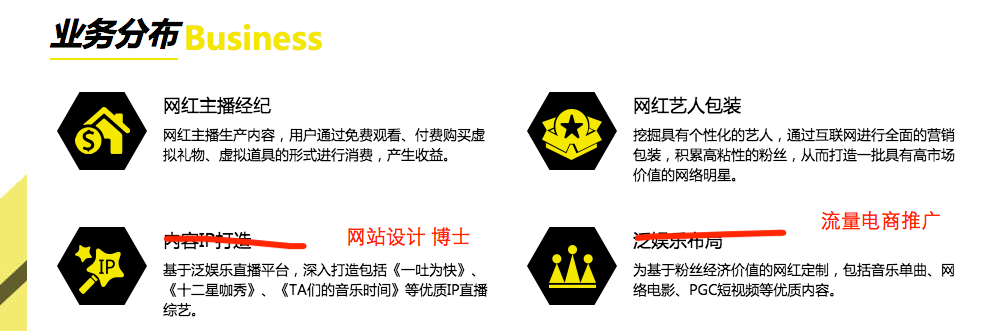 业务分布 Business
网红主播经纪
网红主播生产内容，用户通过免费观看、付费购买虚
拟礼物、虚拟道具的形式进行消费，产生收益。
网红艺人包装
挖掘具有个性化的艺人，通过互联网进行全面的营销
包装，积累高粘性的粉丝，从而打造一批具有高市场
价值的网络明星。
内容IP打造
网站设计 博士
IP
基于泛娱乐直播平台，深入打造包括《一吐为快》、
《十二星咖秀》、《TA们的音乐时间》等优质IP直播
综艺。
泛娱乐布局
流量电商推广
为基于粉丝经济价值的网红定制，包括音乐单曲、网
络电影、PGC短视频等优质内容。